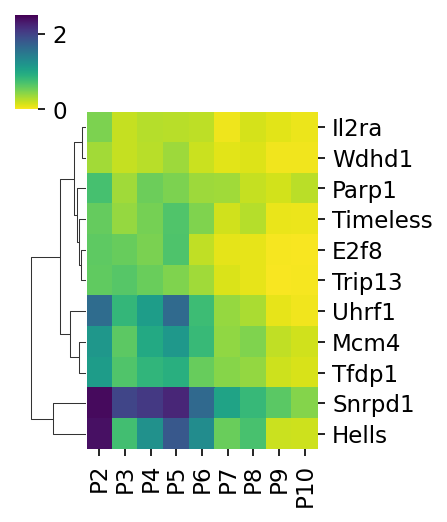 2
0
Il2ra
Wdhd1
Parp1
Timeless
E2f8
Trip13
Uhrf1
Mcm4
Tfdp1
Snrpd1
Hells
P2 P3 P4 P5 P6 P7 P8 P9 P10